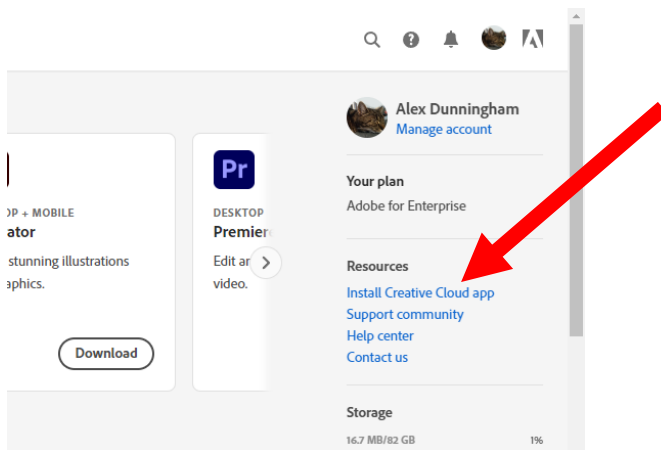 Alex Dunningham
Manage account
Your plan
Adobe for Enterprise
Resources
Install Creative Cloud app
Support community
Help center
Contact us
Storage
16.7 MB/82 GB 1%
OP + MOBILE
ator
stunning illustrations
aphics.
Download
Pr
DESKTOP
Premier
Edit ar
video.